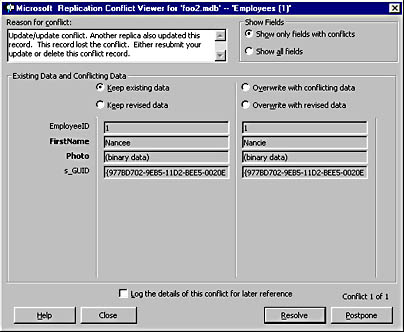 Microsoft Replication Conflict Viewer for 'foo2.mdb' -- "Employees (1)"
Reason for conflict:
Update/update conflict. Another replica also updated this record. This record lost the conflict. Either resubmit your update or delete this conflict record.
Show Fields
Show only fields with conflicts
Show all fields
Existing Data and Conflicting Data
Keep existing data
Overwrite with conflicting data
Keep revised data
Overwrite with revised data
EmployeeID
1
1
FirstName
Nancee
Nancie
Photo
(binary data)
(binary data)
s_GUID
{977BD702-9EB5-11D2-BEE5-0020E
{977BD702-9EB5-11D2-BEE5-0020E
Log the details of this conflict for later reference
Conflict 1 of 1
Help
Close
Resolve
Postpone